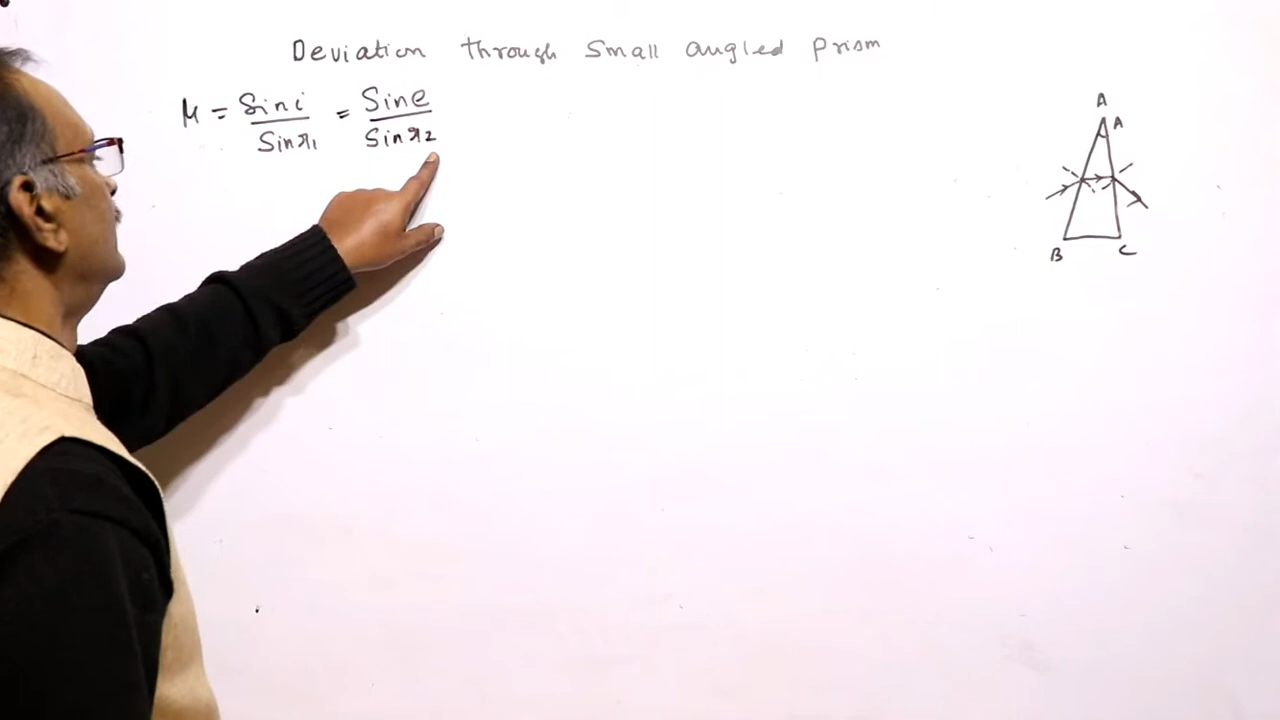 Deviation through Small angled Prism
μ = Sin i / Sin r₁ = Sin e / Sin r₂
A
A
B C